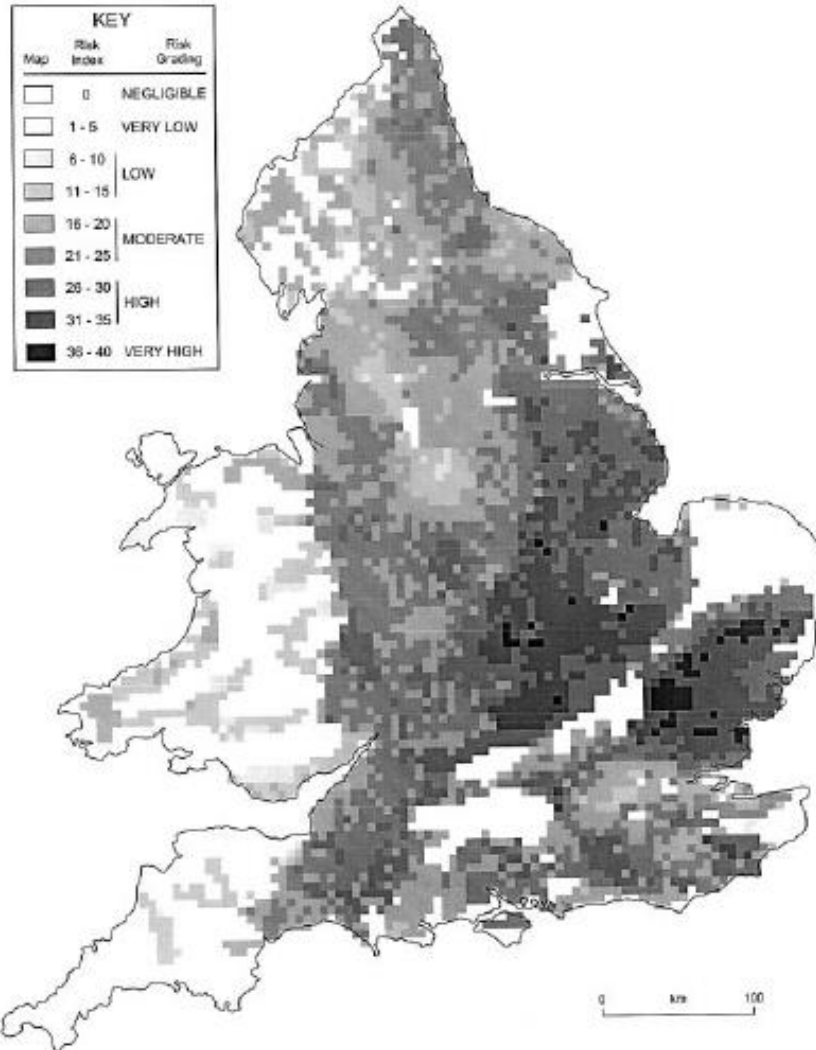 KEY
Map Risk Index Risk Grading
0 NEGLIGIBLE
1 - 5 VERY LOW
6 - 10
LOW
11 - 15
16 - 20
MODERATE
21 - 25
26 - 30
HIGH
31 - 35
36 - 40 VERY HIGH
0 km 100